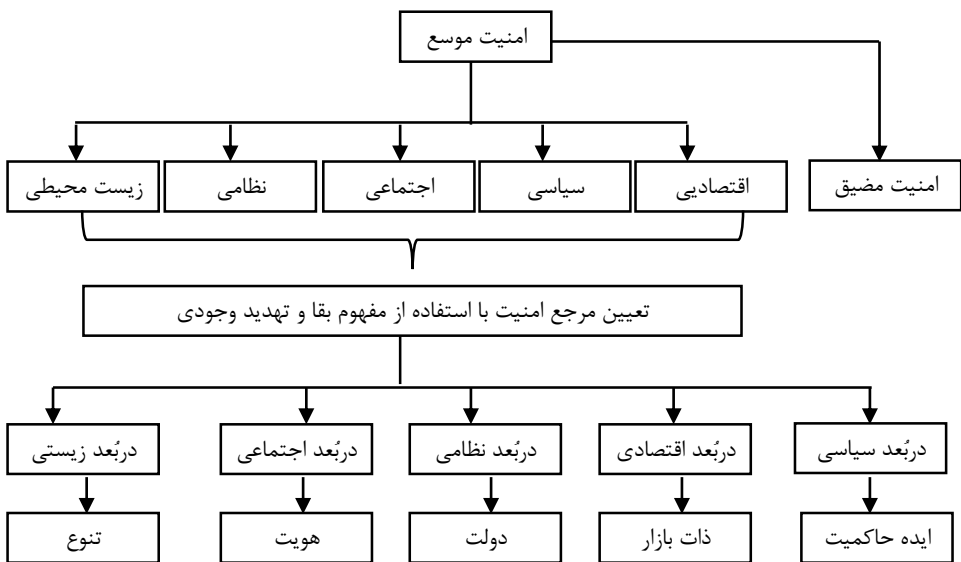 امنیت موسع
امنیت مضیق
اقتصادیی
سیاسی
اجتماعی
نظامی
زیست محیطی
تعیین مرجع امنیت با استفاده از مفهوم بقا و تهدید وجودی
دربُعد سیاسی
دربُعد اقتصادی
دربُعد نظامی
دربُعد اجتماعی
دربُعد زیستی
ایده حاکمیت
ذات بازار
دولت
هویت
تنوع